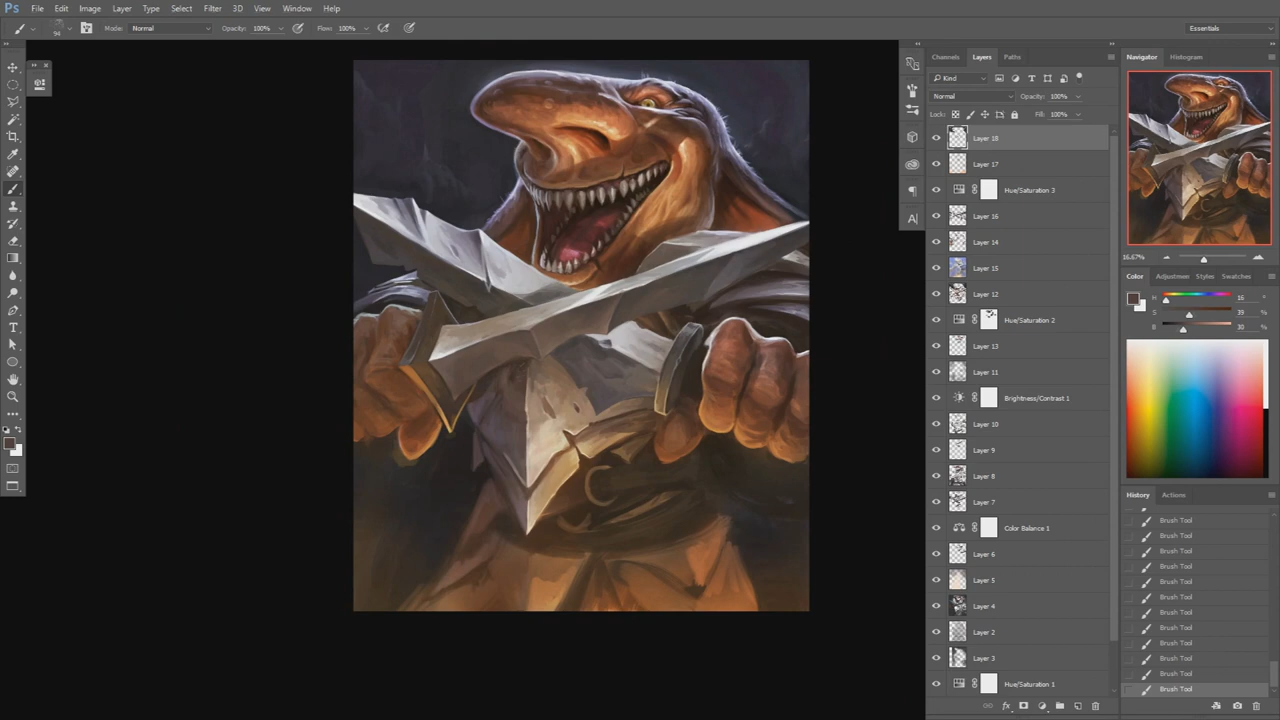 Ps File Edit Image Layer Type Select Filter 3D View Window Help
94 Mode: Normal Opacity: 100% Flow: 100% Essentials
Channels Layers Paths
Kind
Normal Opacity: 100%
Lock: Fill: 100%
Layer 18
Layer 17
Hue/Saturation 3
Layer 16
Layer 14
Layer 15
Layer 12
Hue/Saturation 2
Layer 13
Layer 11
Brightness/Contrast 1
Layer 10
Layer 9
Layer 8
Layer 7
Color Balance 1
Layer 6
Layer 5
Layer 4
Layer 2
Layer 3
Hue/Saturation 1
Navigator Histogram
16.67%
Color Adjustmer Styles Swatches
H 16 °
S 39 %
B 30 %
History Actions
Brush Tool
Brush Tool
Brush Tool
Brush Tool
Brush Tool
Brush Tool
Brush Tool
Brush Tool
Brush Tool
Brush Tool
Brush Tool
Brush Tool